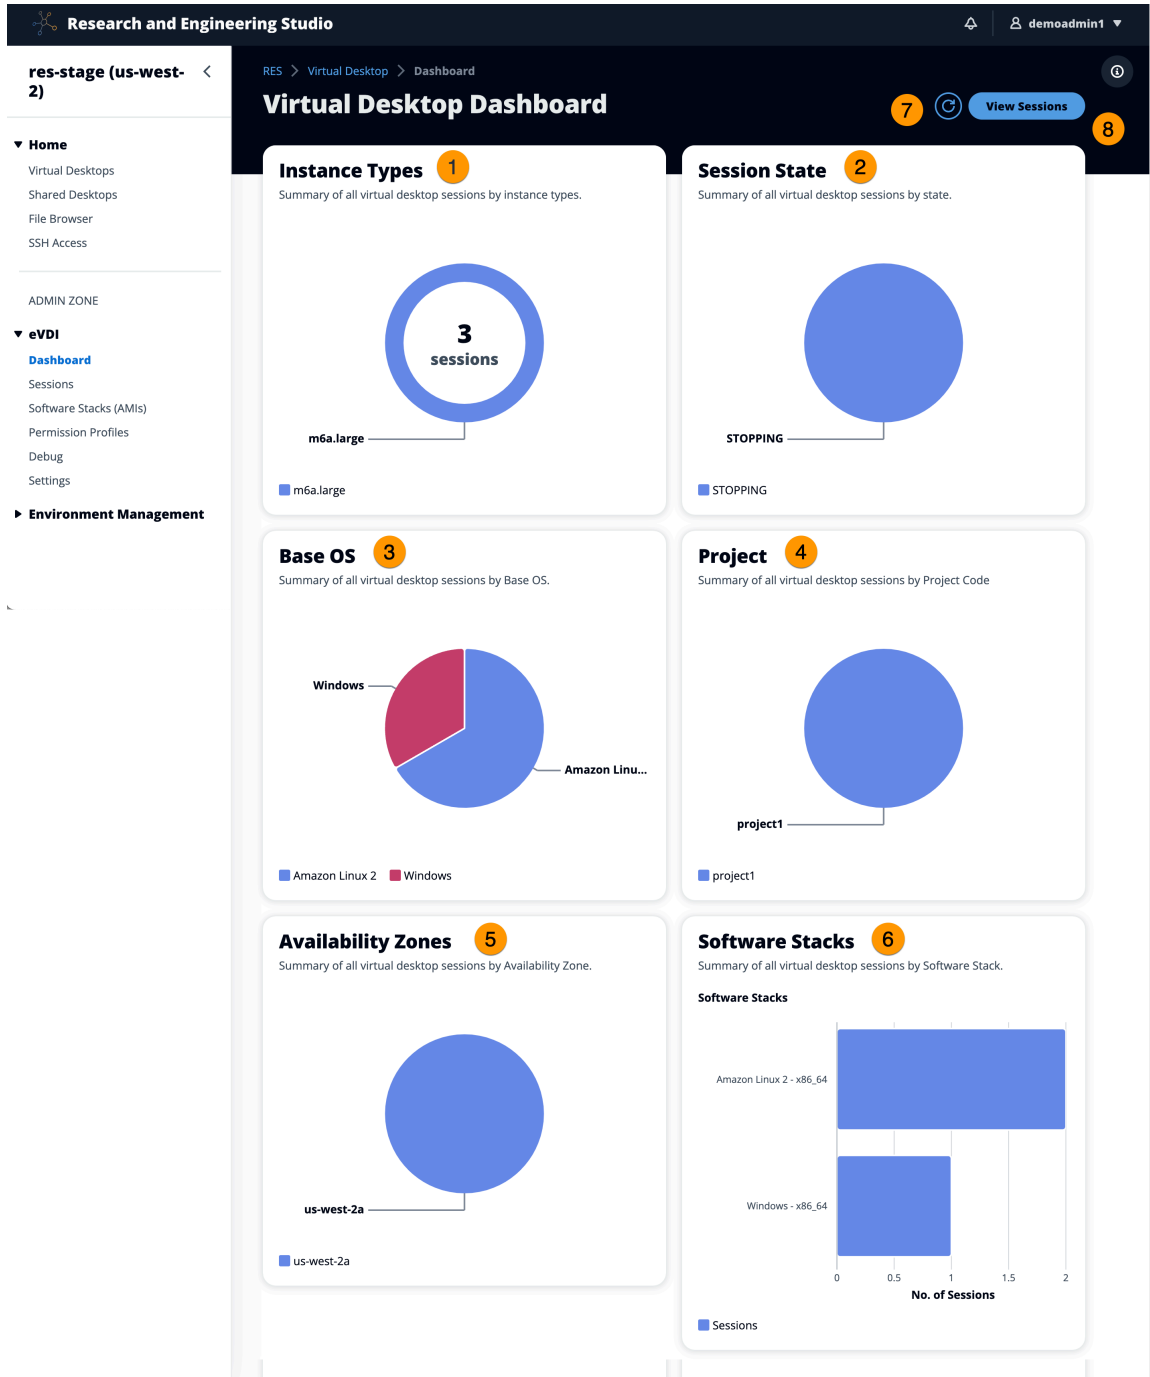 Research and Engineering Studio
demoadmin1
res-stage (us-west-
2)
Home
Virtual Desktops
Shared Desktops
File Browser
SSH Access
ADMIN ZONE
eVDI
Dashboard
Sessions
Software Stacks (AMIs)
Permission Profiles
Debug
Settings
Environment Management
RES > Virtual Desktop > Dashboard
Virtual Desktop Dashboard
7
View Sessions
8
Instance Types 1
Summary of all virtual desktop sessions by instance types.
3
sessions
m6a.large
m6a.large
Session State 2
Summary of all virtual desktop sessions by state.
STOPPING
STOPPING
Base OS 3
Summary of all virtual desktop sessions by Base OS.
Windows
Amazon Linu...
Amazon Linux 2 Windows
Project 4
Summary of all virtual desktop sessions by Project Code
project1
project1
Availability Zones 5
Summary of all virtual desktop sessions by Availability Zone.
us-west-2a
us-west-2a
Software Stacks 6
Summary of all virtual desktop sessions by Software Stack.
Software Stacks
Amazon Linux 2 - x86_64
Windows - x86_64
0 0.5 1 1.5 2
No. of Sessions
Sessions